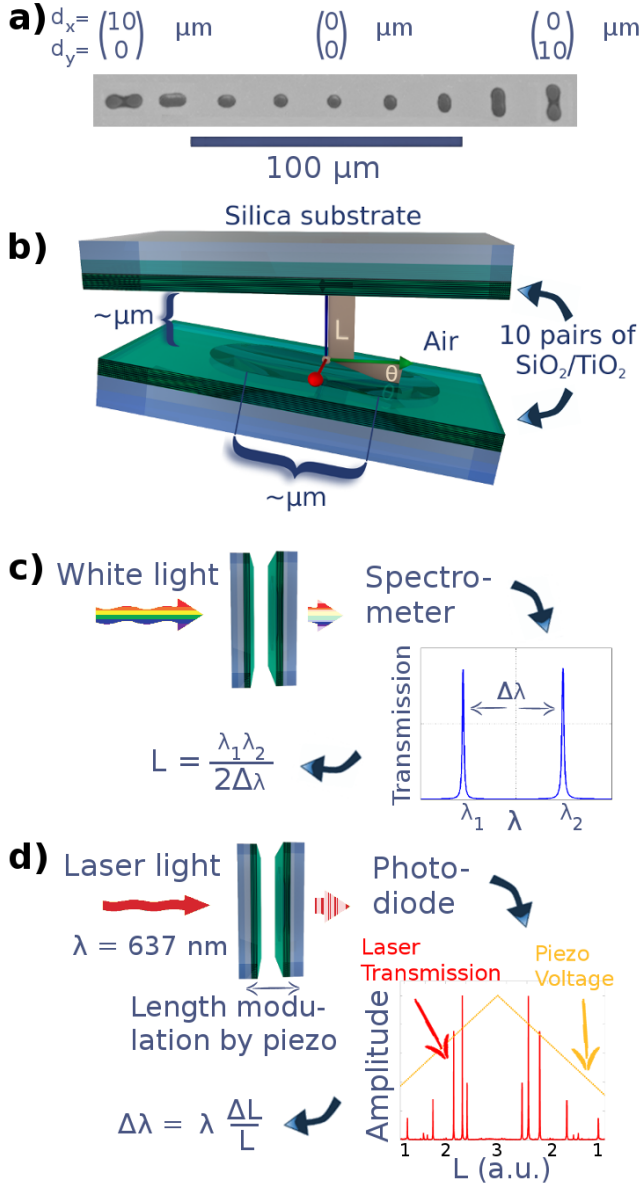 a)
dₓ=
dᵧ=
(10
0) μm
(0
0) μm
(0
10) μm
100 μm
b)
Silica substrate
~μm
L
Air
θ
10 pairs of
SiO₂/TiO₂
~μm
c)
White light
Spectro-
meter
Transmission
Δλ
λ₁
λ
λ₂
L = λ₁λ₂ / 2Δλ
d)
Laser light
Photo-
diode
λ = 637 nm
Length modu-
lation by piezo
Laser
Transmission
Piezo
Voltage
Amplitude
1 2 3 2 1
L (a.u.)
Δλ = λ ΔL / L